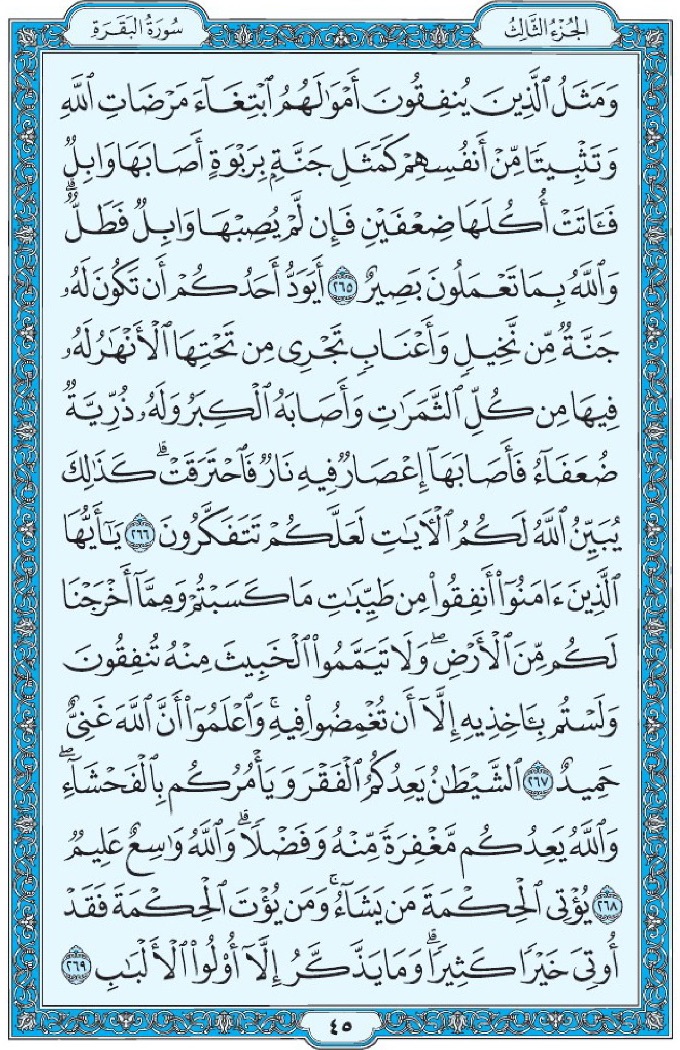 الجُزْءُ الثَّالِثُ
سُورَةُ البَقَرَةِ
وَمَثَلُ ٱلَّذِينَ يُنفِقُونَ أَمْوَٰلَهُمُ ٱبْتِغَآءَ مَرْضَاتِ ٱللَّهِ
وَتَثْبِيتًا مِّنْ أَنفُسِهِمْ كَمَثَلِ جَنَّةٍۭ بِرَبْوَةٍ أَصَابَهَا وَابِلٌ
فَـَٔاتَتْ أُكُلَهَا ضِعْفَيْنِ فَإِن لَّمْ يُصِبْهَا وَابِلٌ فَطَلٌّ ۗ
وَٱللَّهُ بِمَا تَعْمَلُونَ بَصِيرٌ ٢٦٥ أَيَوَدُّ أَحَدُكُمْ أَن تَكُونَ لَهُۥ
جَنَّةٌ مِّن نَّخِيلٍ وَأَعْنَابٍ تَجْرِى مِن تَحْتِهَا ٱلْأَنْهَٰرُ لَهُۥ
فِيهَا مِن كُلِّ ٱلثَّمَرَٰتِ وَأَصَابَهُ ٱلْكِبَرُ وَلَهُۥ ذُرِّيَّةٌ
ضُعَفَآءُ فَأَصَابَهَآ إِعْصَارٌ فِيهِ نَارٌ فَٱحْتَرَقَتْ ۗ كَذَٰلِكَ
يُبَيِّنُ ٱللَّهُ لَكُمُ ٱلْـَٔايَٰتِ لَعَلَّكُمْ تَتَفَكَّرُونَ ٢٦٦ يَٰٓأَيُّهَا
ٱلَّذِينَ ءَامَنُوٓا۟ أَنفِقُوا۟ مِن طَيِّبَٰتِ مَا كَسَبْتُمْ وَمِمَّآ أَخْرَجْنَا
لَكُم مِّنَ ٱلْأَرْضِ ۖ وَلَا تَيَمَّمُوا۟ ٱلْخَبِيثَ مِنْهُ تُنفِقُونَ
وَلَسْتُم بِـَٔاخِذِيهِ إِلَّآ أَن تُغْمِضُوا۟ فِيهِ ۚ وَٱعْلَمُوٓا۟ أَنَّ ٱللَّهَ غَنِىٌّ
حَمِيدٌ ٢٦٧ ٱلشَّيْطَٰنُ يَعِدُكُمُ ٱلْفَقْرَ وَيَأْمُرُكُم بِٱلْفَحْشَآءِ ۖ
وَٱللَّهُ يَعِدُكُم مَّغْفِرَةً مِّنْهُ وَفَضْلًا ۗ وَٱللَّهُ وَٰسِعٌ عَلِيمٌ
٢٦٨ يُؤْتِى ٱلْحِكْمَةَ مَن يَشَآءُ ۚ وَمَن يُؤْتَ ٱلْحِكْمَةَ فَقَدْ
أُوتِىَ خَيْرًا كَثِيرًا ۗ وَمَا يَذَّكَّرُ إِلَّآ أُو۟لُوا۟ ٱلْأَلْبَٰبِ ٢٦٩
٤٥